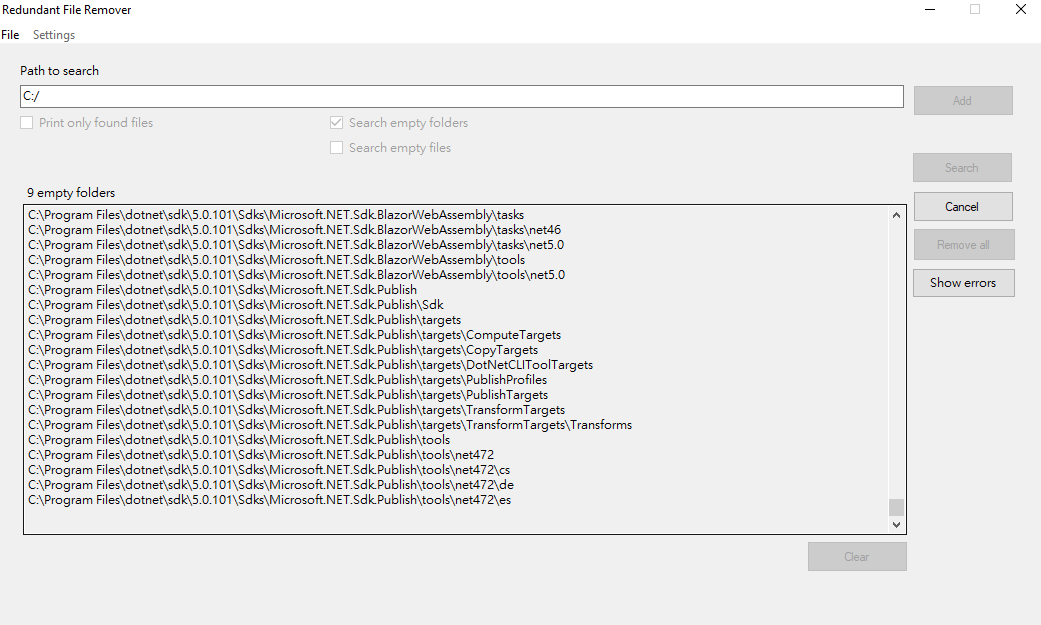 Redundant File Remover
File Settings
Path to search
C:/
Add
Print only found files
Search empty folders
Search empty files
Search
9 empty folders
Cancel
Remove all
Show errors
C:\Program Files\dotnet\sdk\5.0.101\Sdks\Microsoft.NET.Sdk.BlazorWebAssembly\tasks
C:\Program Files\dotnet\sdk\5.0.101\Sdks\Microsoft.NET.Sdk.BlazorWebAssembly\tasks\net46
C:\Program Files\dotnet\sdk\5.0.101\Sdks\Microsoft.NET.Sdk.BlazorWebAssembly\tasks\net5.0
C:\Program Files\dotnet\sdk\5.0.101\Sdks\Microsoft.NET.Sdk.BlazorWebAssembly\tools
C:\Program Files\dotnet\sdk\5.0.101\Sdks\Microsoft.NET.Sdk.BlazorWebAssembly\tools\net5.0
C:\Program Files\dotnet\sdk\5.0.101\Sdks\Microsoft.NET.Sdk.Publish
C:\Program Files\dotnet\sdk\5.0.101\Sdks\Microsoft.NET.Sdk.Publish\Sdk
C:\Program Files\dotnet\sdk\5.0.101\Sdks\Microsoft.NET.Sdk.Publish\targets
C:\Program Files\dotnet\sdk\5.0.101\Sdks\Microsoft.NET.Sdk.Publish\targets\ComputeTargets
C:\Program Files\dotnet\sdk\5.0.101\Sdks\Microsoft.NET.Sdk.Publish\targets\CopyTargets
C:\Program Files\dotnet\sdk\5.0.101\Sdks\Microsoft.NET.Sdk.Publish\targets\DotNetCLIToolTargets
C:\Program Files\dotnet\sdk\5.0.101\Sdks\Microsoft.NET.Sdk.Publish\targets\PublishProfiles
C:\Program Files\dotnet\sdk\5.0.101\Sdks\Microsoft.NET.Sdk.Publish\targets\PublishTargets
C:\Program Files\dotnet\sdk\5.0.101\Sdks\Microsoft.NET.Sdk.Publish\targets\TransformTargets
C:\Program Files\dotnet\sdk\5.0.101\Sdks\Microsoft.NET.Sdk.Publish\targets\TransformTargets\Transforms
C:\Program Files\dotnet\sdk\5.0.101\Sdks\Microsoft.NET.Sdk.Publish\tools
C:\Program Files\dotnet\sdk\5.0.101\Sdks\Microsoft.NET.Sdk.Publish\tools\net472
C:\Program Files\dotnet\sdk\5.0.101\Sdks\Microsoft.NET.Sdk.Publish\tools\net472\cs
C:\Program Files\dotnet\sdk\5.0.101\Sdks\Microsoft.NET.Sdk.Publish\tools\net472\de
C:\Program Files\dotnet\sdk\5.0.101\Sdks\Microsoft.NET.Sdk.Publish\tools\net472\es
Clear